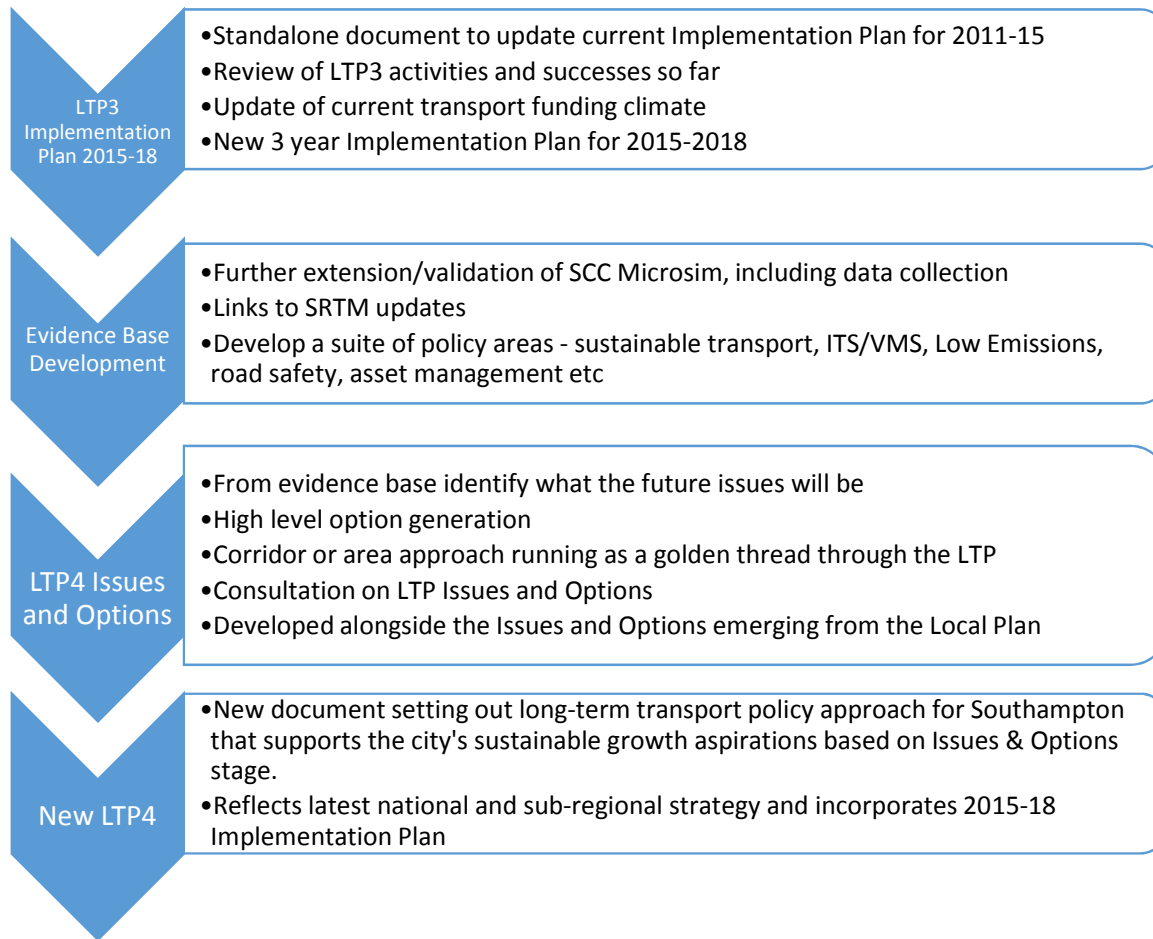 LTP3
Implementation
Plan 2015-18
•Standalone document to update current Implementation Plan for 2011-15
•Review of LTP3 activities and successes so far
•Update of current transport funding climate
•New 3 year Implementation Plan for 2015-2018
Evidence Base
Development
•Further extension/validation of SCC Microsim, including data collection
•Links to SRTM updates
•Develop a suite of policy areas - sustainable transport, ITS/VMS, Low Emissions,
road safety, asset management etc
LTP4 Issues
and Options
•From evidence base identify what the future issues will be
•High level option generation
•Corridor or area approach running as a golden thread through the LTP
•Consultation on LTP Issues and Options
•Developed alongside the Issues and Options emerging from the Local Plan
New LTP4
•New document setting out long-term transport policy approach for Southampton
that supports the city's sustainable growth aspirations based on Issues & Options
stage.
•Reflects latest national and sub-regional strategy and incorporates 2015-18
Implementation Plan